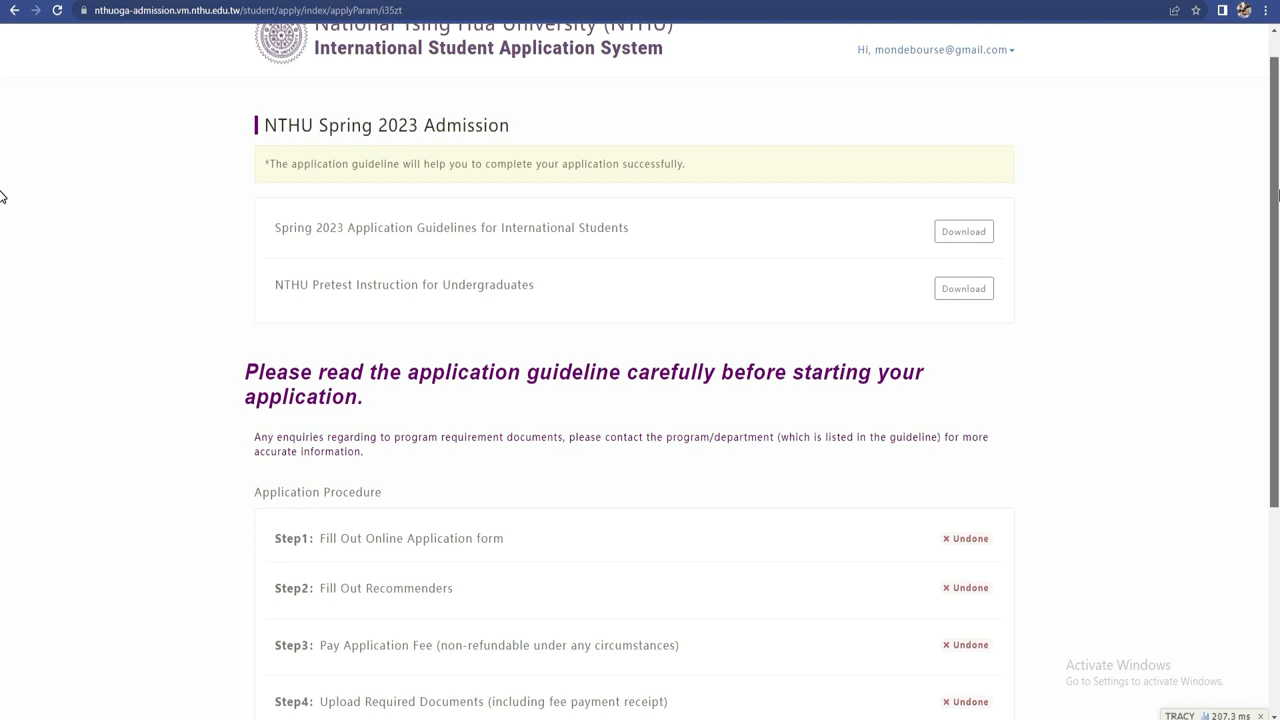 nthuoga-admission.vm.nthu.edu.tw/student/apply/index/applyParam/i35zt
National Tsing Hua University (NTHU)
International Student Application System
Hi, mondebourse@gmail.com
NTHU Spring 2023 Admission
*The application guideline will help you to complete your application successfully.
Spring 2023 Application Guidelines for International Students
Download
NTHU Pretest Instruction for Undergraduates
Download
Please read the application guideline carefully before starting your
application.
Any enquiries regarding to program requirement documents, please contact the program/department (which is listed in the guideline) for more
accurate information.
Application Procedure
Step1: Fill Out Online Application form
× Undone
Step2: Fill Out Recommenders
× Undone
Step3: Pay Application Fee (non-refundable under any circumstances)
× Undone
Step4: Upload Required Documents (including fee payment receipt)
× Undone
Activate Windows
Go to Settings to activate Windows.
TRACY 207.3 ms ×